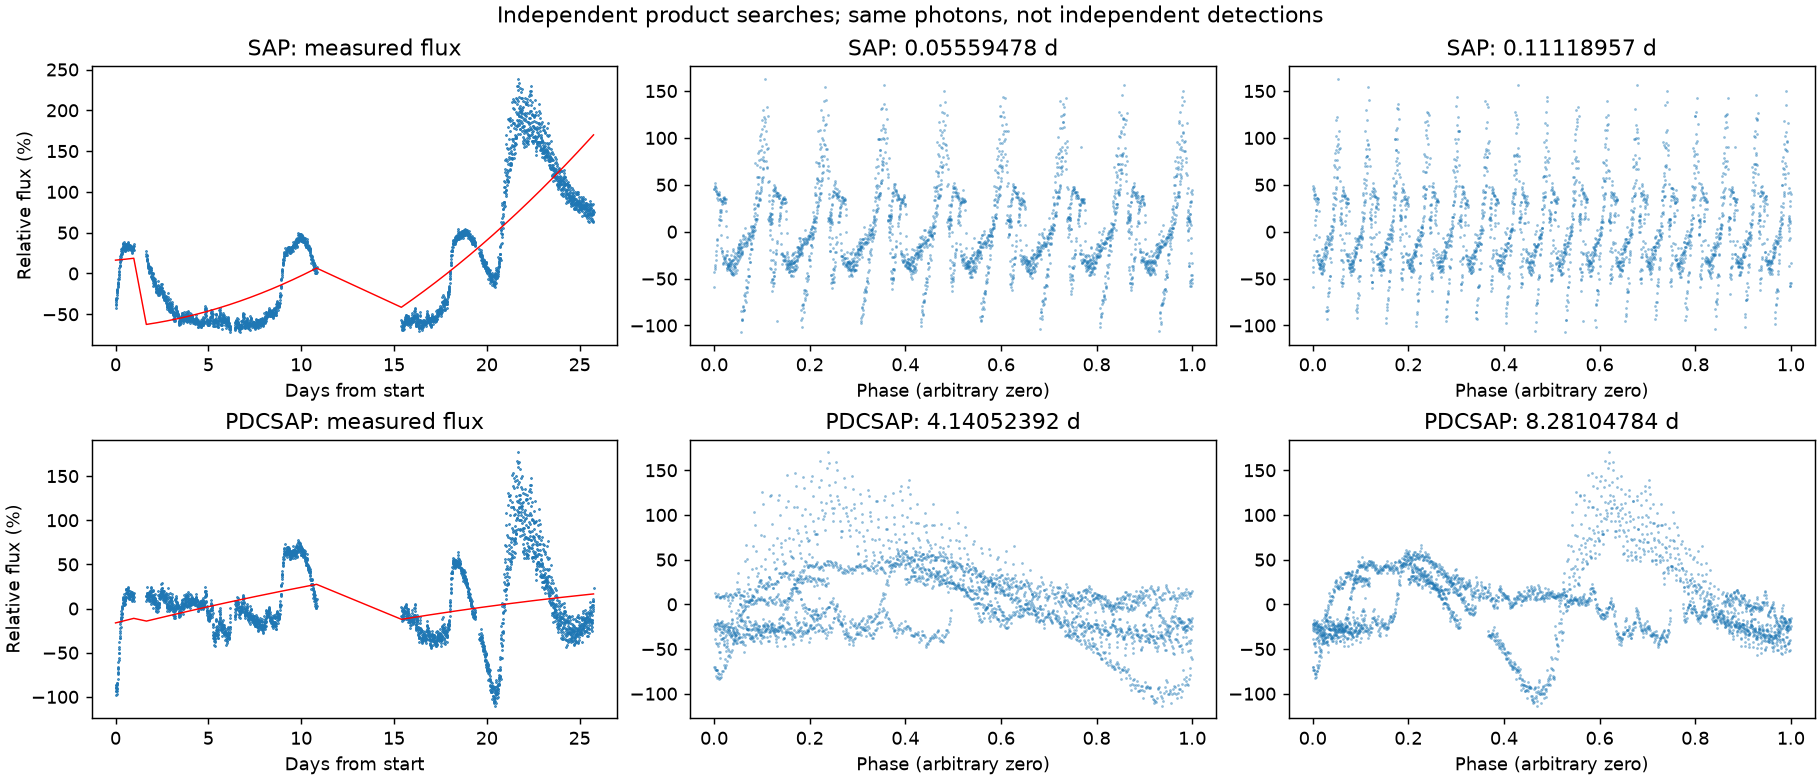 Independent product searches; same photons, not independent detections
SAP: measured flux
SAP: 0.05559478 d
SAP: 0.11118957 d
Relative flux (%)
250
200
150
100
50
0
−50
0 5 10 15 20 25
Days from start
150
100
50
0
−50
−100
0.0 0.2 0.4 0.6 0.8 1.0
Phase (arbitrary zero)
150
100
50
0
−50
−100
0.0 0.2 0.4 0.6 0.8 1.0
Phase (arbitrary zero)
PDCSAP: measured flux
PDCSAP: 4.14052392 d
PDCSAP: 8.28104784 d
Relative flux (%)
150
100
50
0
−50
−100
0 5 10 15 20 25
Days from start
150
100
50
0
−50
−100
0.0 0.2 0.4 0.6 0.8 1.0
Phase (arbitrary zero)
150
100
50
0
−50
−100
0.0 0.2 0.4 0.6 0.8 1.0
Phase (arbitrary zero)